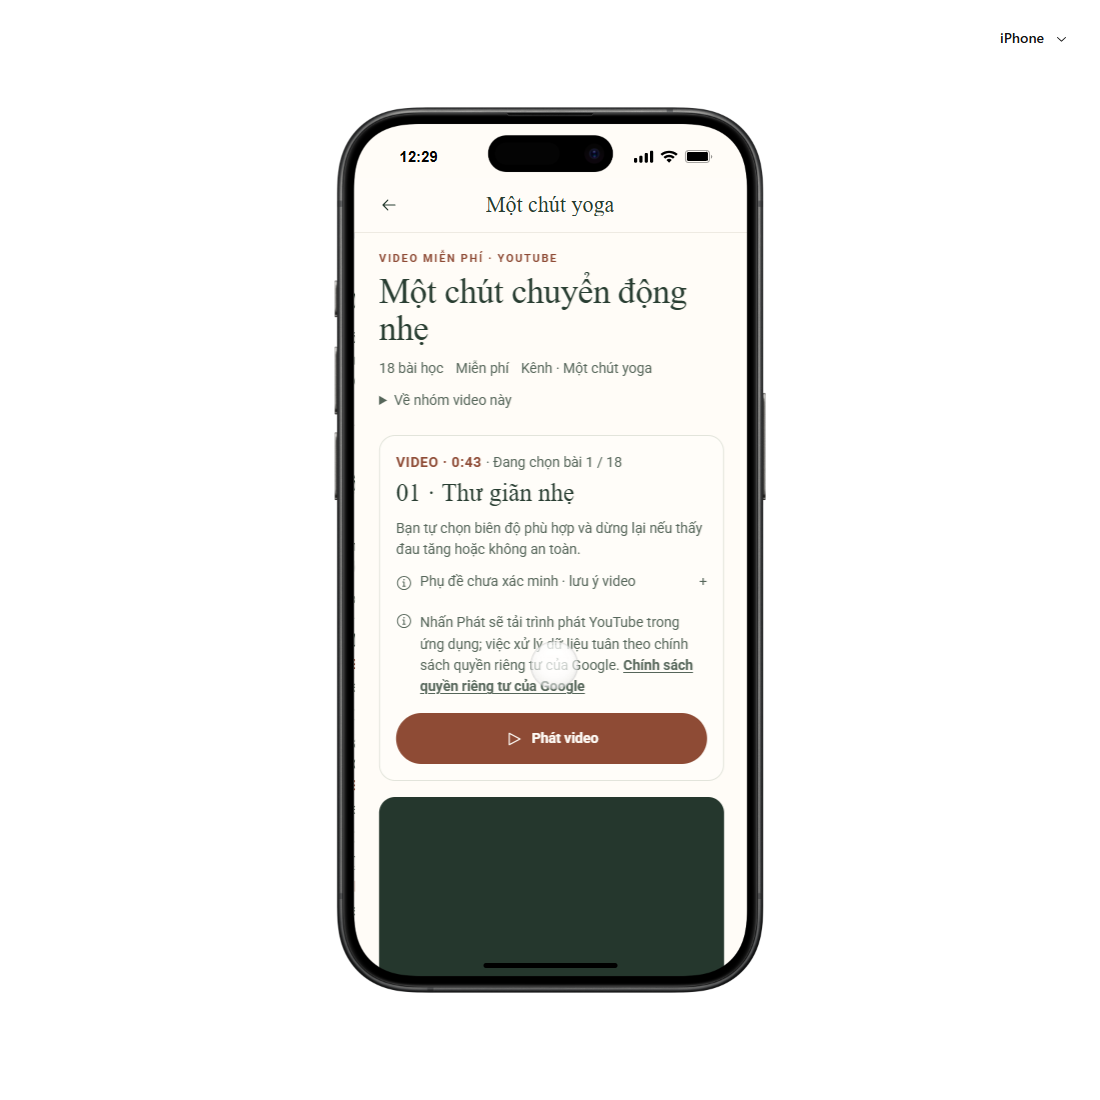 iPhone
12:29
Một chút yoga
VIDEO MIỄN PHÍ · YOUTUBE
Một chút chuyển động
nhẹ
18 bài học Miễn phí Kênh · Một chút yoga
Về nhóm video này
VIDEO · 0:43 · Đang chọn bài 1 / 18
01 · Thư giãn nhẹ
Bạn tự chọn biên độ phù hợp và dừng lại nếu thấy
đau tăng hoặc không an toàn.
Phụ đề chưa xác minh · lưu ý video +
Nhấn Phát sẽ tải trình phát YouTube trong
ứng dụng; việc xử lý dữ liệu tuân theo chính
sách quyền riêng tư của Google. Chính sách
quyền riêng tư của Google
Phát video